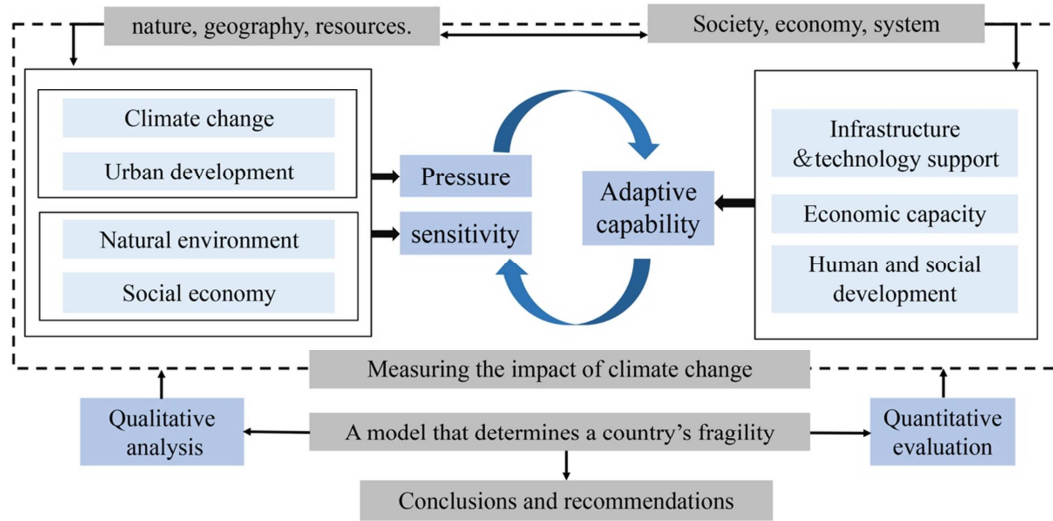 nature, geography, resources.
Society, economy, system
Climate change
Urban development
Natural environment
Social economy
Pressure
sensitivity
Adaptive
capability
Infrastructure
&technology support
Economic capacity
Human and social
development
Measuring the impact of climate change
Qualitative
analysis
A model that determines a country's fragility
Quantitative
evaluation
Conclusions and recommendations